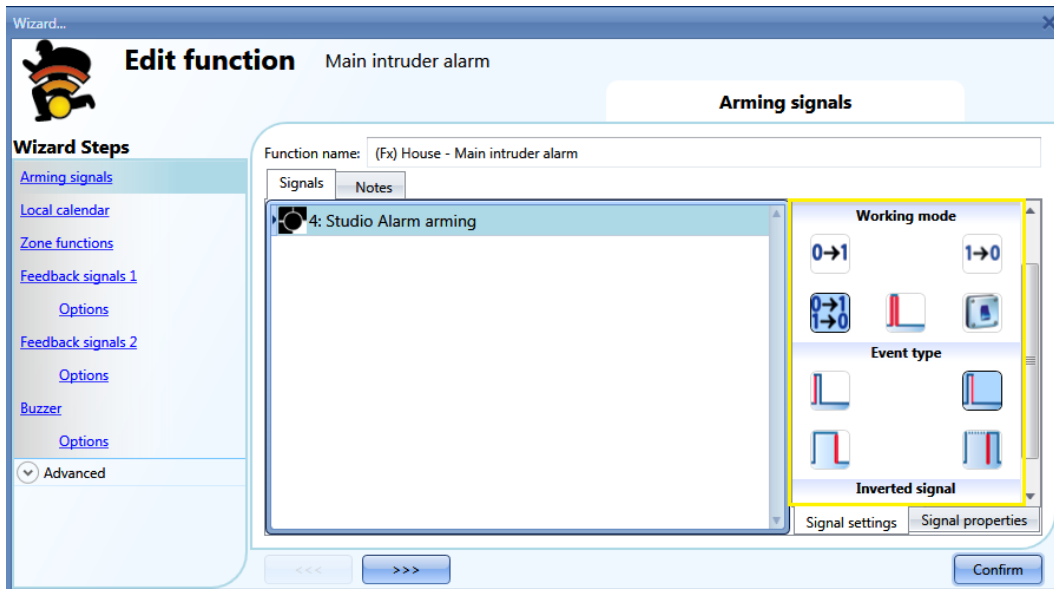 Wizard...
Edit function Main intruder alarm
Arming signals
Wizard Steps
Arming signals
Local calendar
Zone functions
Feedback signals 1
Options
Feedback signals 2
Options
Buzzer
Options
Advanced
Function name: (Fx) House - Main intruder alarm
Signals Notes
4: Studio Alarm arming
Working mode
0→1 1→0
0→1
1→0
Event type
Inverted signal
Signal settings Signal properties
<<< >>> Confirm